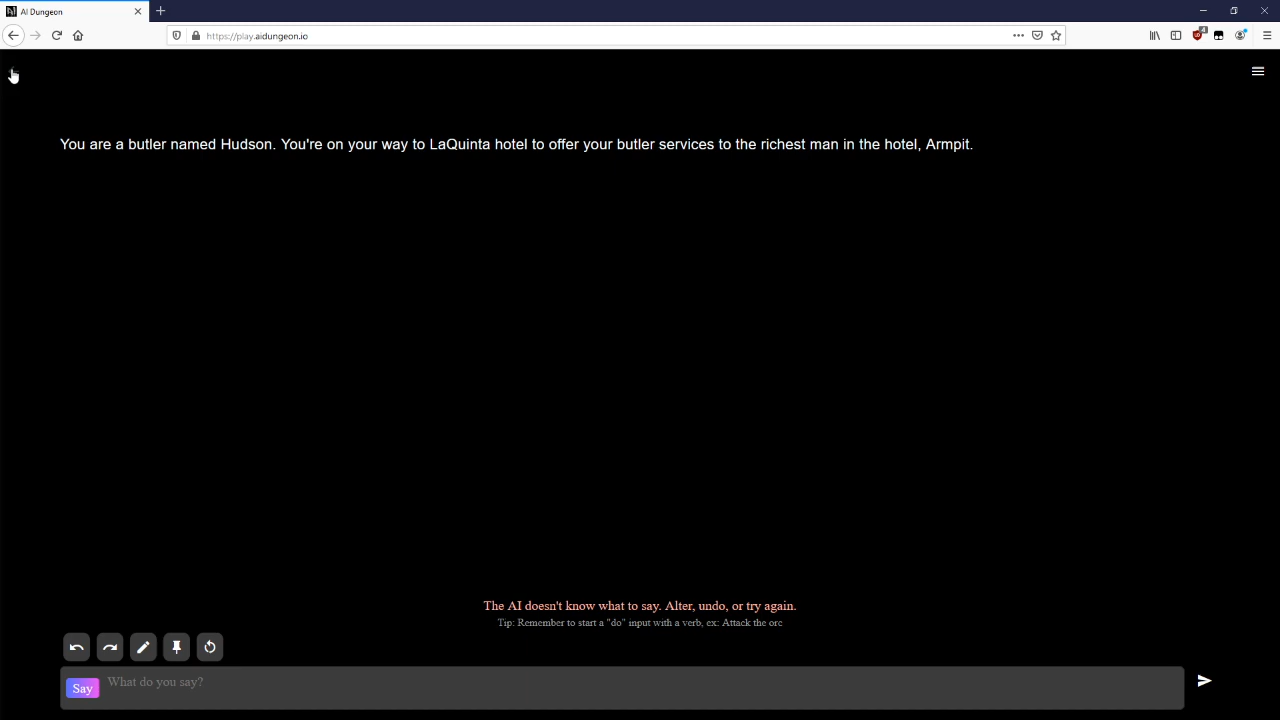 AI Dungeon
https://play.aidungeon.io
You are a butler named Hudson. You're on your way to LaQuinta hotel to offer your butler services to the richest man in the hotel, Armpit.
The AI doesn't know what to say. Alter, undo, or try again.
Tip: Remember to start a "do" input with a verb, ex: Attack the orc
Say What do you say?